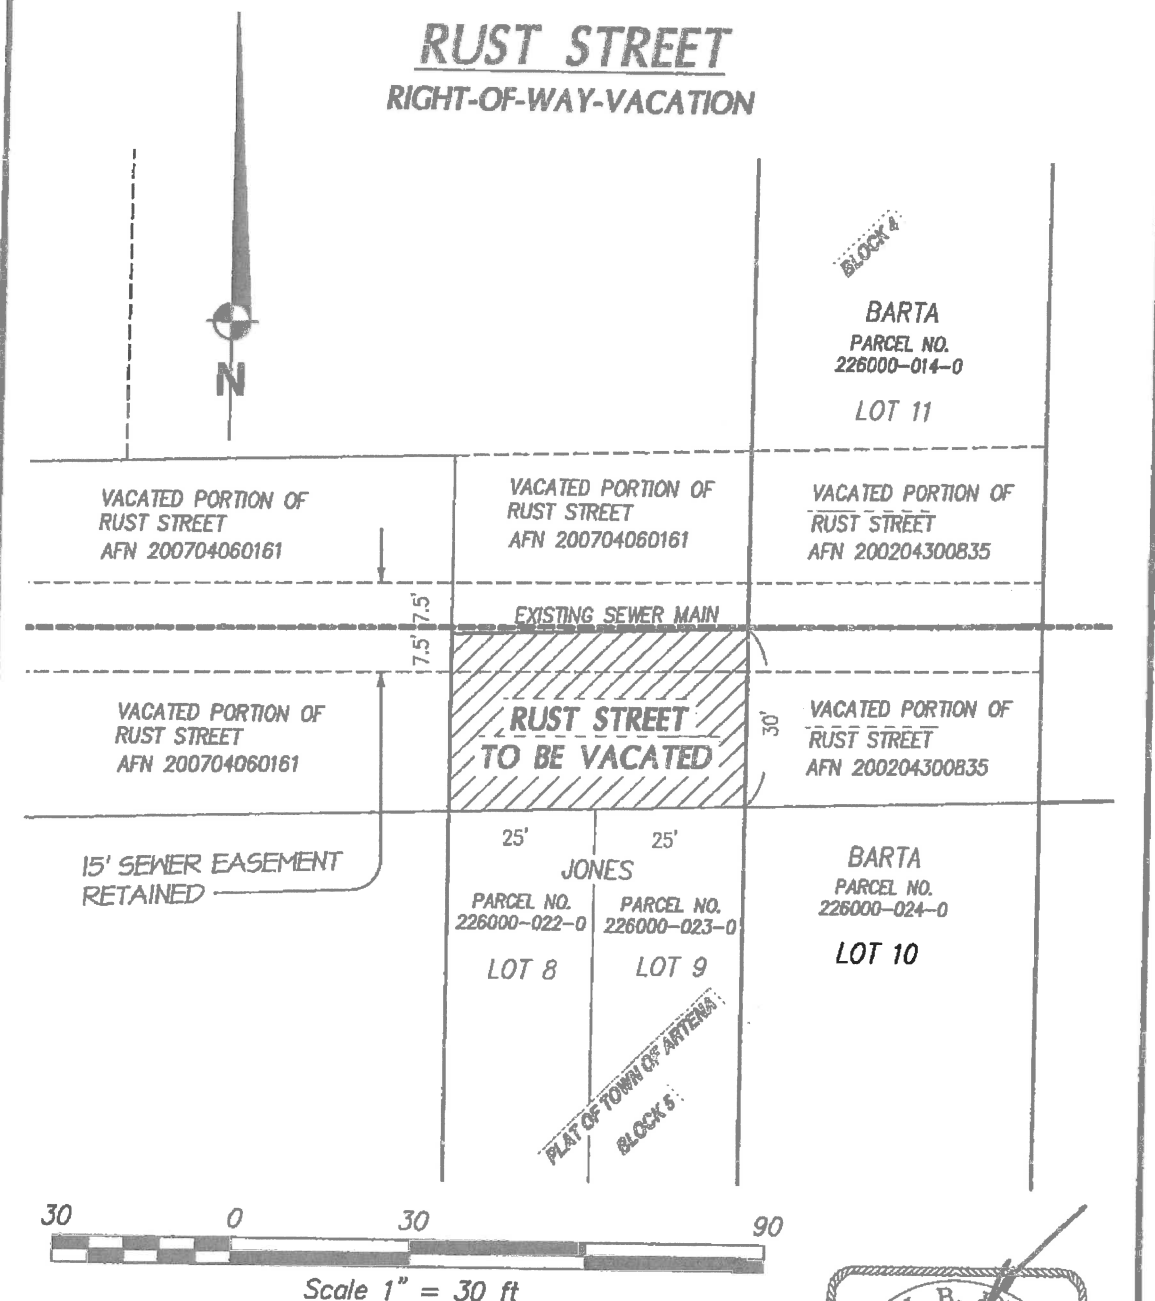 RUST STREET
RIGHT-OF-WAY-VACATION
N
BLOCK 4
BARTA
PARCEL NO.
226000-014-0
LOT 11
VACATED PORTION OF
RUST STREET
AFN 200704060161
VACATED PORTION OF
RUST STREET
AFN 200704060161
VACATED PORTION OF
RUST STREET
AFN 200204300835
7.5'
EXISTING SEWER MAIN
7.5'
VACATED PORTION OF
RUST STREET
AFN 200704060161
RUST STREET
TO BE VACATED
30'
VACATED PORTION OF
RUST STREET
AFN 200204300835
15' SEWER EASEMENT
RETAINED
25' 25'
JONES
PARCEL NO.
226000-022-0
LOT 8
PARCEL NO.
226000-023-0
LOT 9
BARTA
PARCEL NO.
226000-024-0
LOT 10
PLAT OF TOWN OF ARTENA
BLOCK 5
30 0 30 90
Scale 1" = 30 ft
B.